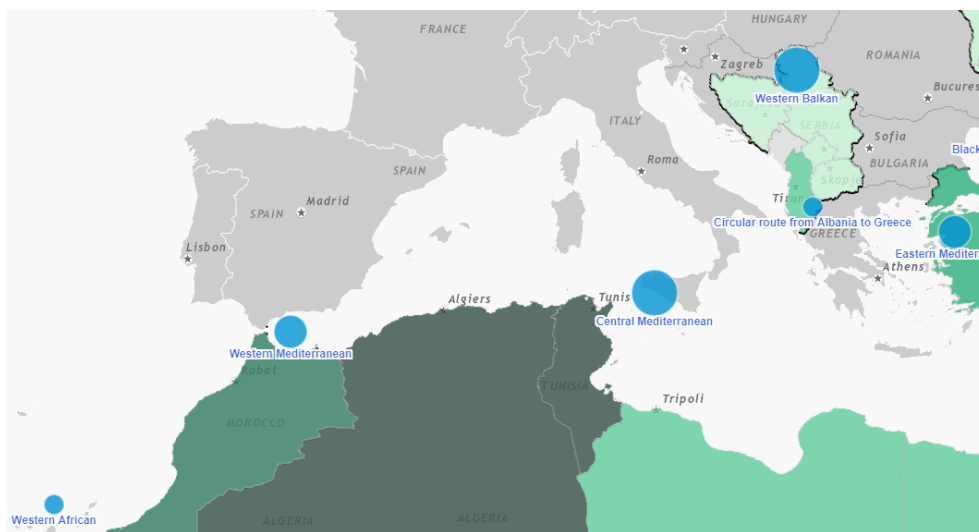 HUNGARY
FRANCE
Zagreb
ROMANIA
Bucures
Western Balkan
Sarajevo
ITALY
SERBIA
Sofia
Black
BULGARIA
Roma
SPAIN
Skopje
Madrid
Tiran
SPAIN
Circular route from Albania to Greece
GREECE
Lisbon
Eastern Mediter
Athens
Algiers
Tunis
Central Mediterranean
Western Mediterranean
Rabat
TUNISIA
Tripoli
MOROCCO
Western African
ALGERIA
ALGERIA